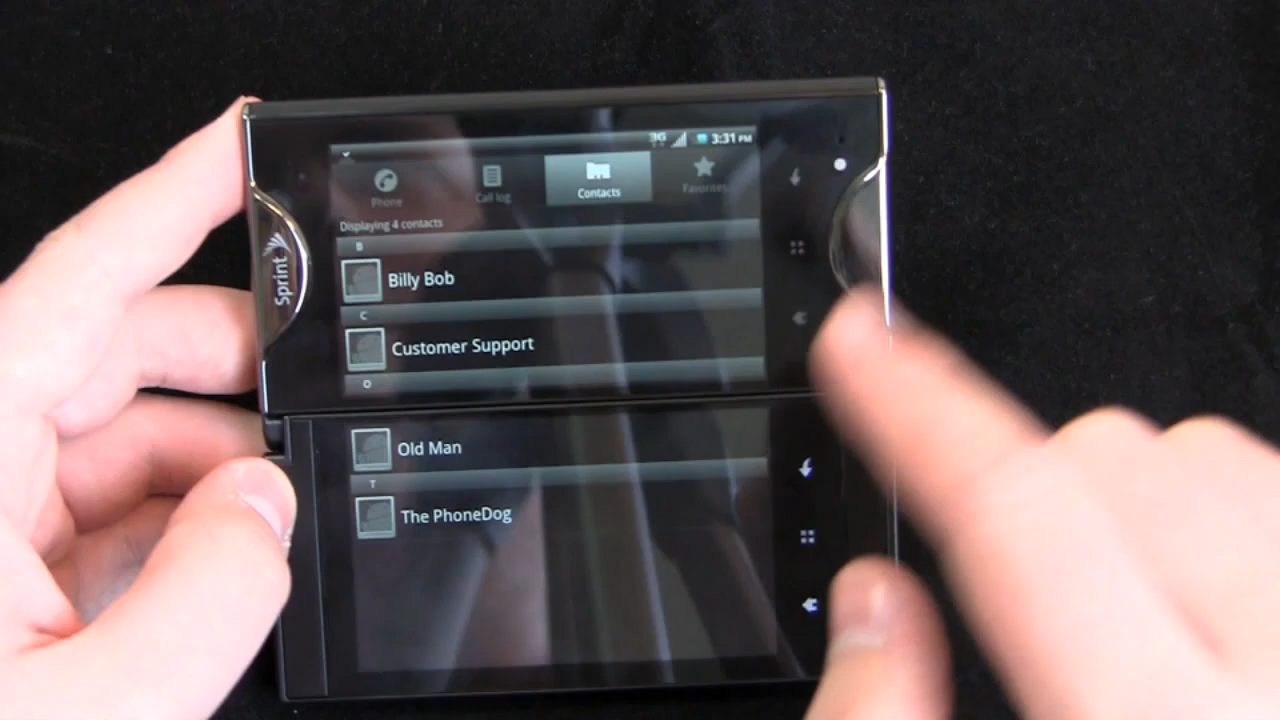 3G 3:31 PM
Phone Call log Contacts Favorites
Displaying 4 contacts
B
Billy Bob
C
Customer Support
O
Old Man
T
The PhoneDog
Sprint